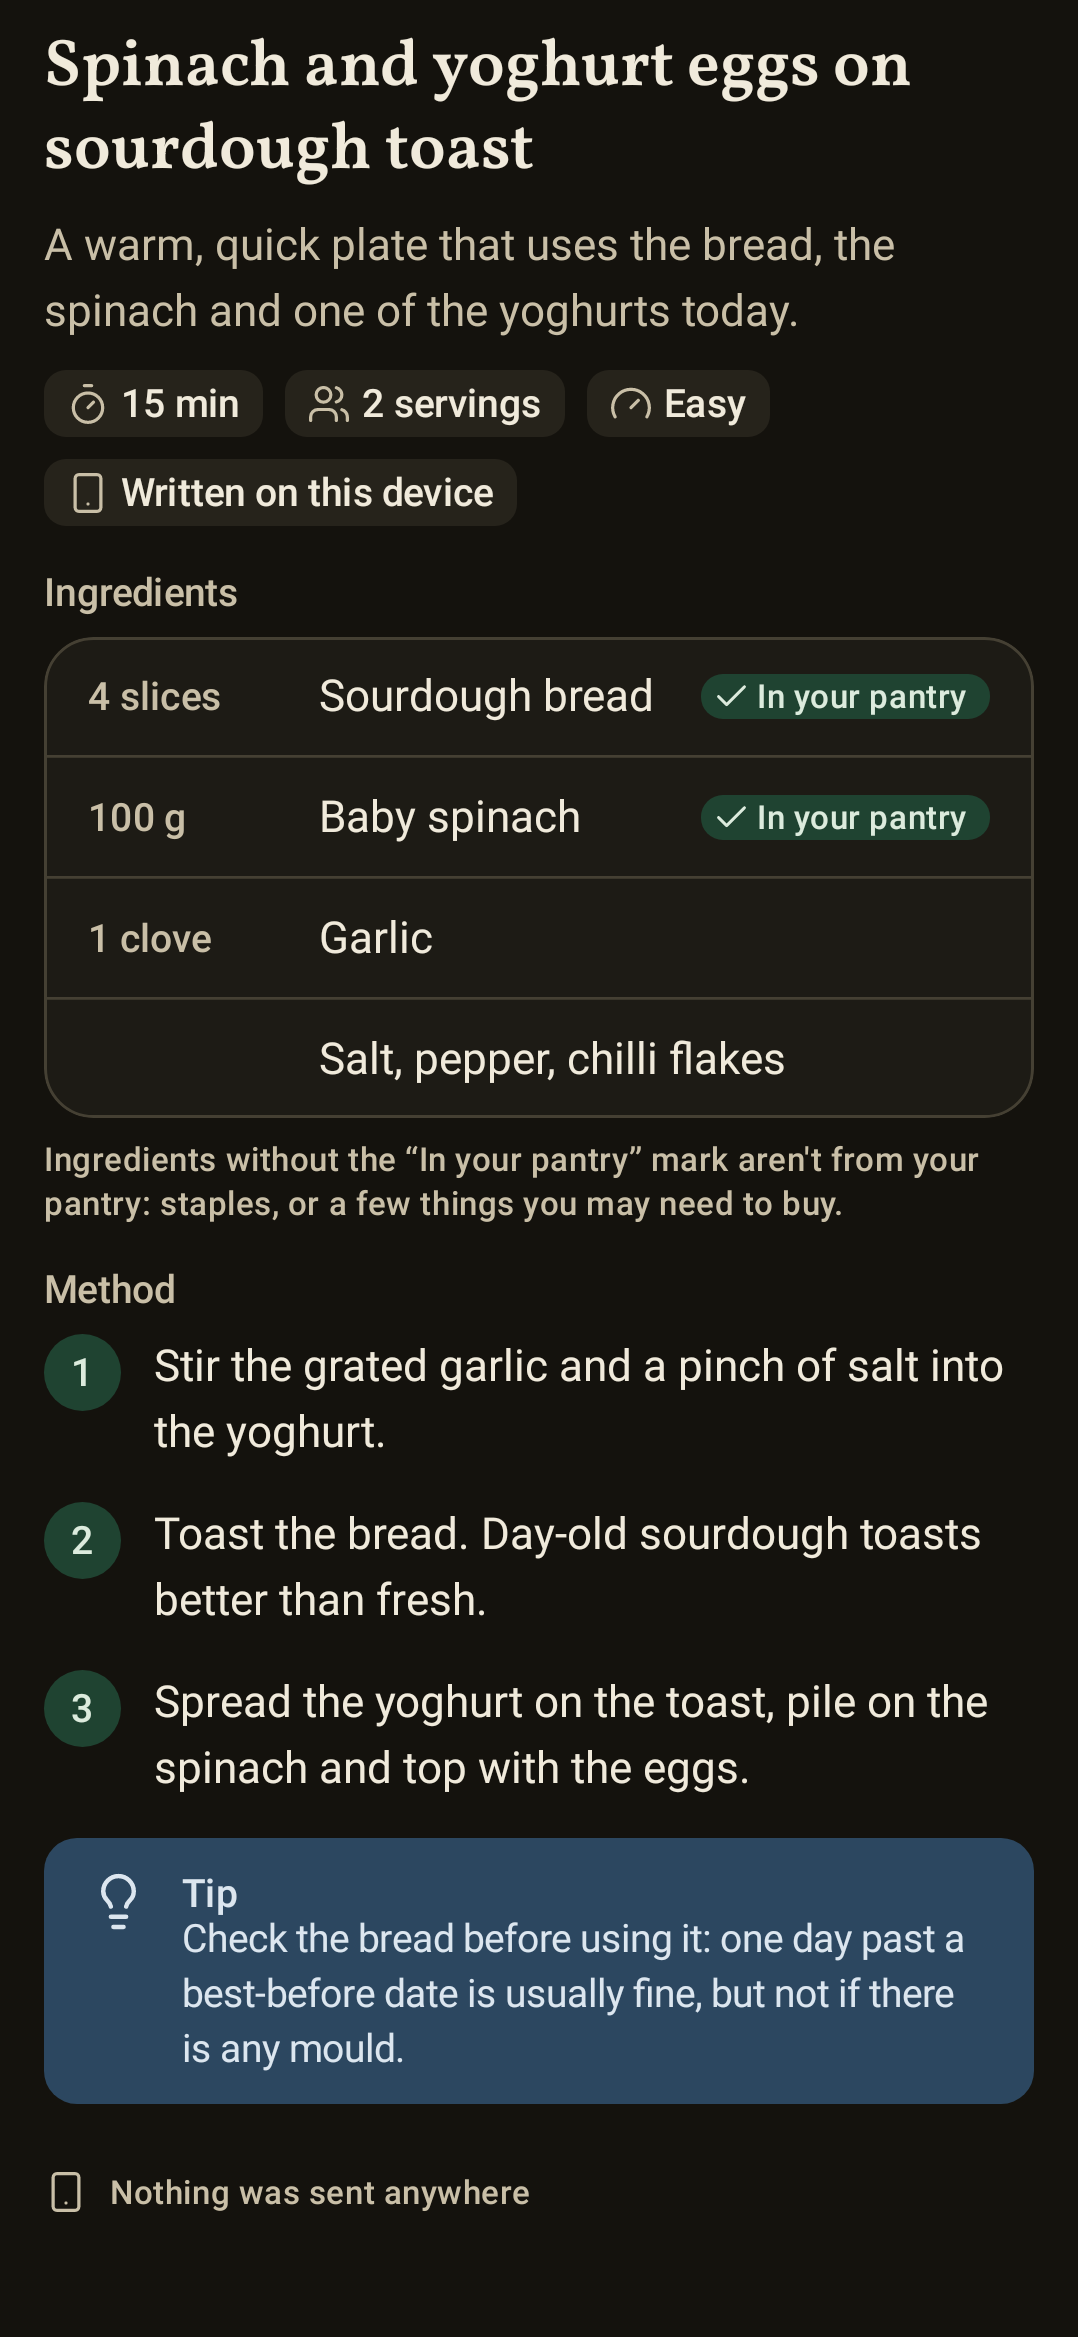 Spinach and yoghurt eggs on
sourdough toast
A warm, quick plate that uses the bread, the
spinach and one of the yoghurts today.
15 min
2 servings
Easy
Written on this device
Ingredients
4 slices Sourdough bread In your pantry
100 g Baby spinach In your pantry
1 clove Garlic
Salt, pepper, chilli flakes
Ingredients without the “In your pantry” mark aren't from your
pantry: staples, or a few things you may need to buy.
Method
1 Stir the grated garlic and a pinch of salt into
the yoghurt.
2 Toast the bread. Day-old sourdough toasts
better than fresh.
3 Spread the yoghurt on the toast, pile on the
spinach and top with the eggs.
Tip
Check the bread before using it: one day past a
best-before date is usually fine, but not if there
is any mould.
Nothing was sent anywhere